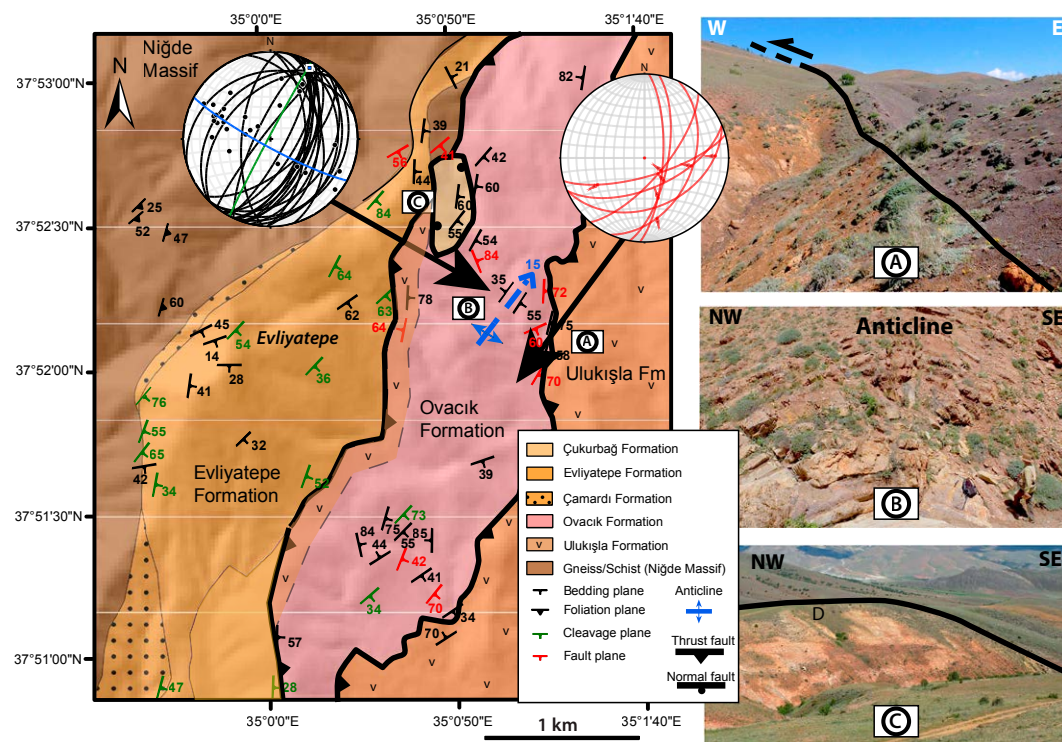 35°0'0"E
35°0'50"E
35°1'40"E
37°53'00"N
37°52'30"N
37°52'00"N
37°51'30"N
37°51'00"N
35°0'0"E
35°0'50"E
35°1'40"E
1 km
Niğde
Massif
N
N
N
21
82
39
56
42
44
60
C
60
84
55
25
52
47
54
84
64
15
35
78
72
62
63
B
60
55
75
45
64
60
A
54
Evliyatepe
14
28
36
70
Ulukışla Fm
41
76
Ovacık
Formation
55
32
65
42
34
Evliyatepe
Formation
39
73
84
75
85
55
44
42
41
34
70
34
70
57
47
28
Çukurbağ Formation
Evliyatepe Formation
Çamardı Formation
Ovacık Formation
Ulukışla Formation
Gneiss/Schist (Niğde Massif)
Bedding plane
Foliation plane
Cleavage plane
Fault plane
Anticline
Thrust fault
Normal fault
W
E
A
NW
Anticline
SE
B
NW
SE
D
C